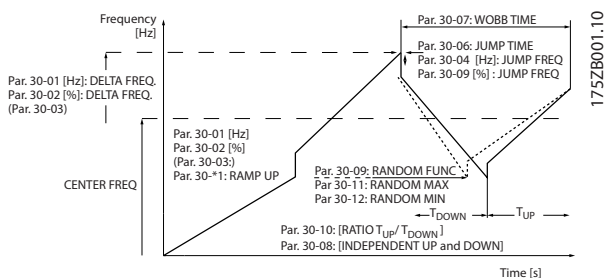 Frequency
[Hz]
Par. 30-07: WOBB TIME
Par. 30-06: JUMP TIME
Par. 30-04 [Hz]: JUMP FREQ
Par. 30-09 [%] : JUMP FREQ
175ZB001.10
Par. 30-01 [Hz]: DELTA FREQ.
Par. 30-02 [%]: DELTA FREQ.
(Par. 30-03)
Par. 30-01 [Hz]
Par. 30-02 [%]
(Par. 30-03:)
Par. 30-*1: RAMP UP
CENTER FREQ
Par. 30-09: RANDOM FUNC
Par 30-11: RANDOM MAX
Par 30-12: RANDOM MIN
TDOWN
TUP
Par. 30-10: [RATIO TUP/ TDOWN ]
Par. 30-08: [INDEPENDENT UP and DOWN]
Time [s]